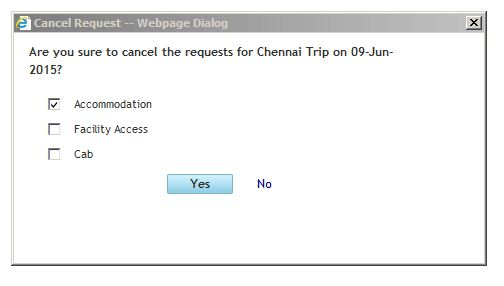 Cancel Request -- Webpage Dialog
Are you sure to cancel the requests for Chennai Trip on 09-Jun-
2015?
Accommodation
Facility Access
Cab
Yes No